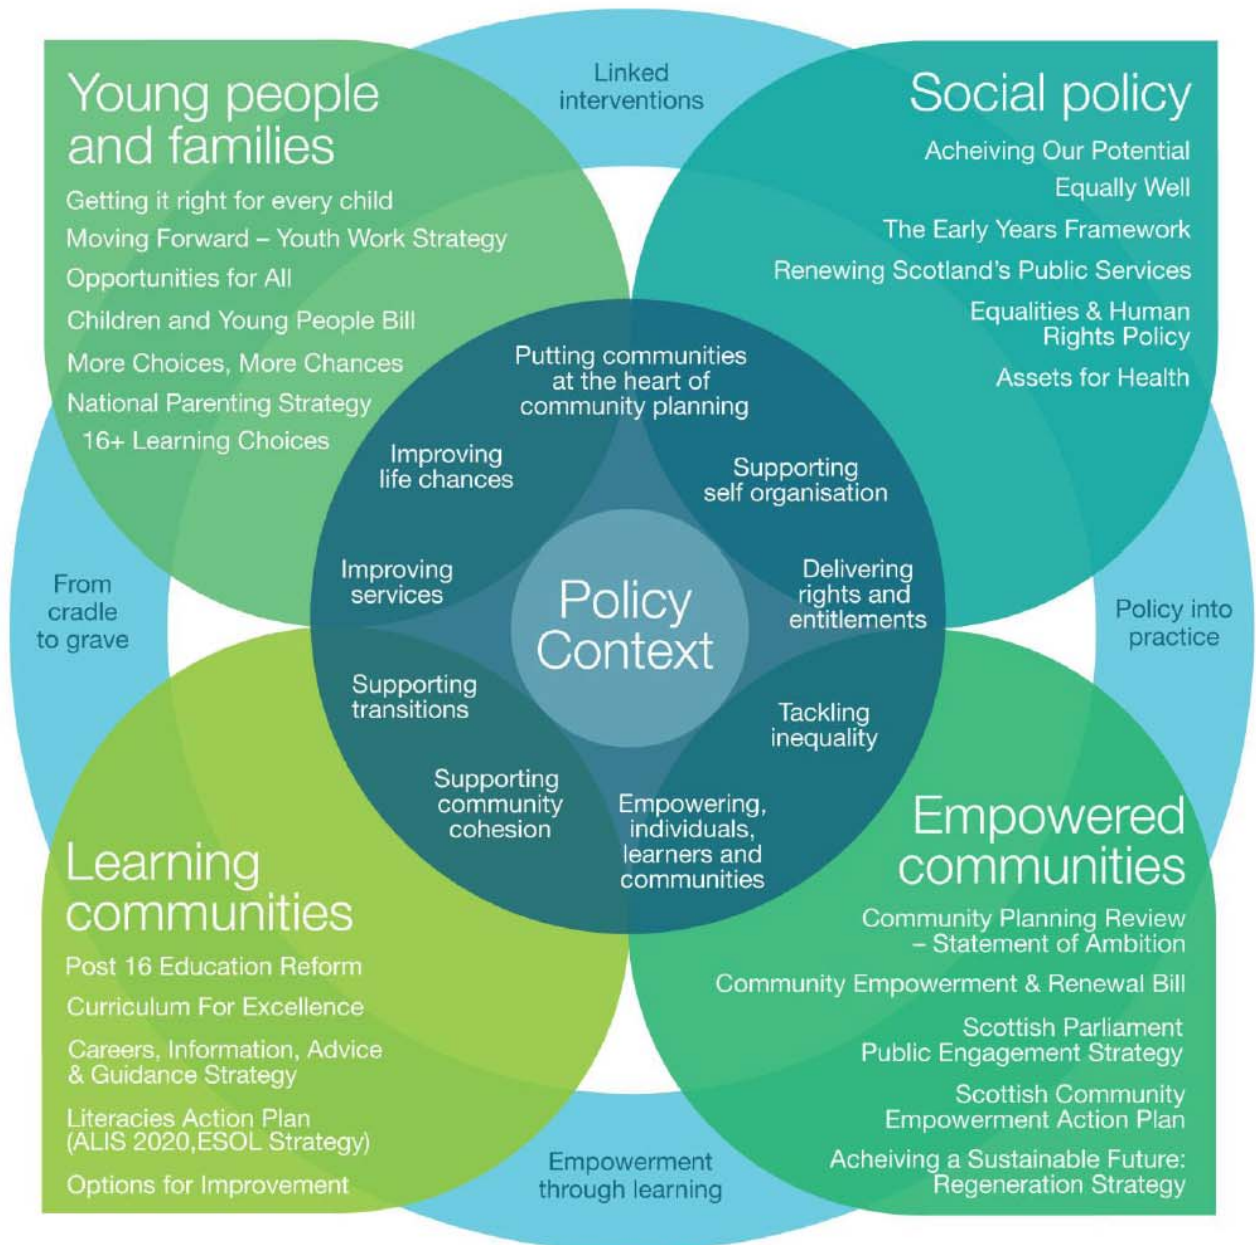 Linked
interventions
Young people
and families
Getting it right for every child
Moving Forward – Youth Work Strategy
Opportunities for All
Children and Young People Bill
More Choices, More Chances
National Parenting Strategy
16+ Learning Choices
Social policy
Acheiving Our Potential
Equally Well
The Early Years Framework
Renewing Scotland's Public Services
Equalities & Human
Rights Policy
Assets for Health
Putting communities
at the heart of
community planning
Improving
life chances
Supporting
self organisation
Improving
services
Delivering
rights and
entitlements
Policy
Context
From
cradle
to grave
Policy into
practice
Supporting
transitions
Tackling
inequality
Supporting
community
cohesion
Empowering,
individuals,
learners and
communities
Learning
communities
Post 16 Education Reform
Curriculum For Excellence
Careers, Information, Advice
& Guidance Strategy
Literacies Action Plan
(ALIS 2020,ESOL Strategy)
Options for Improvement
Empowered
communities
Community Planning Review
– Statement of Ambition
Community Empowerment & Renewal Bill
Scottish Parliament
Public Engagement Strategy
Scottish Community
Empowerment Action Plan
Acheiving a Sustainable Future:
Regeneration Strategy
Empowerment
through learning